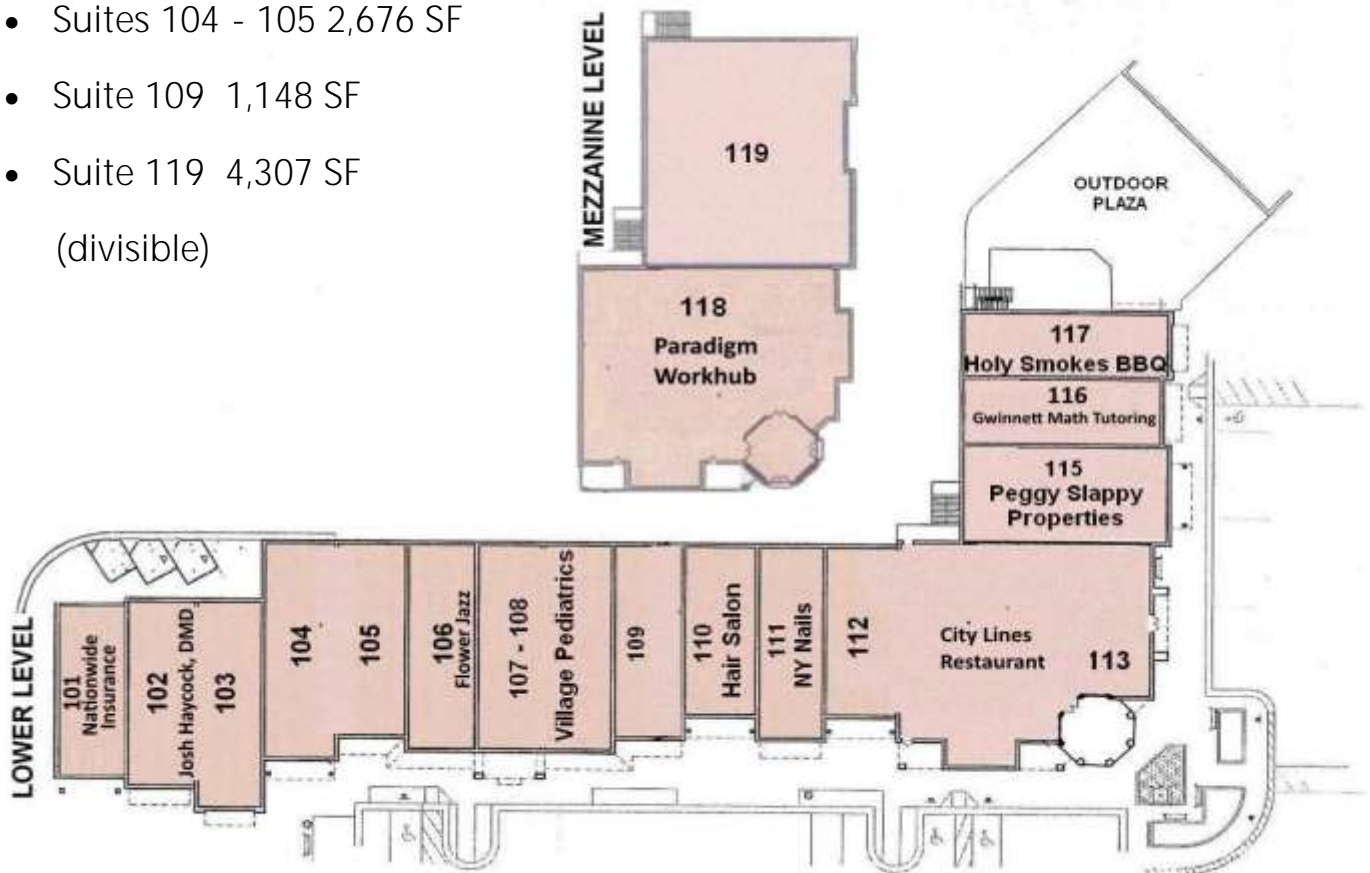 • Suites 104 - 105 2,676 SF
• Suite 109 1,148 SF
• Suite 119 4,307 SF
(divisible)
MEZZANINE LEVEL
119
118
Paradigm
Workhub
OUTDOOR
PLAZA
117
Holy Smokes BBQ
116
Gwinnett Math Tutoring
115
Peggy Slappy
Properties
LOWER LEVEL
101
Nationwide
Insurance
102
Josh Haycock, DMD
103
104
105
106
Flower Jazz
107 - 108
Village Pediatrics
109
110
Hair Salon
111
NY Nails
112
City Lines
Restaurant
113